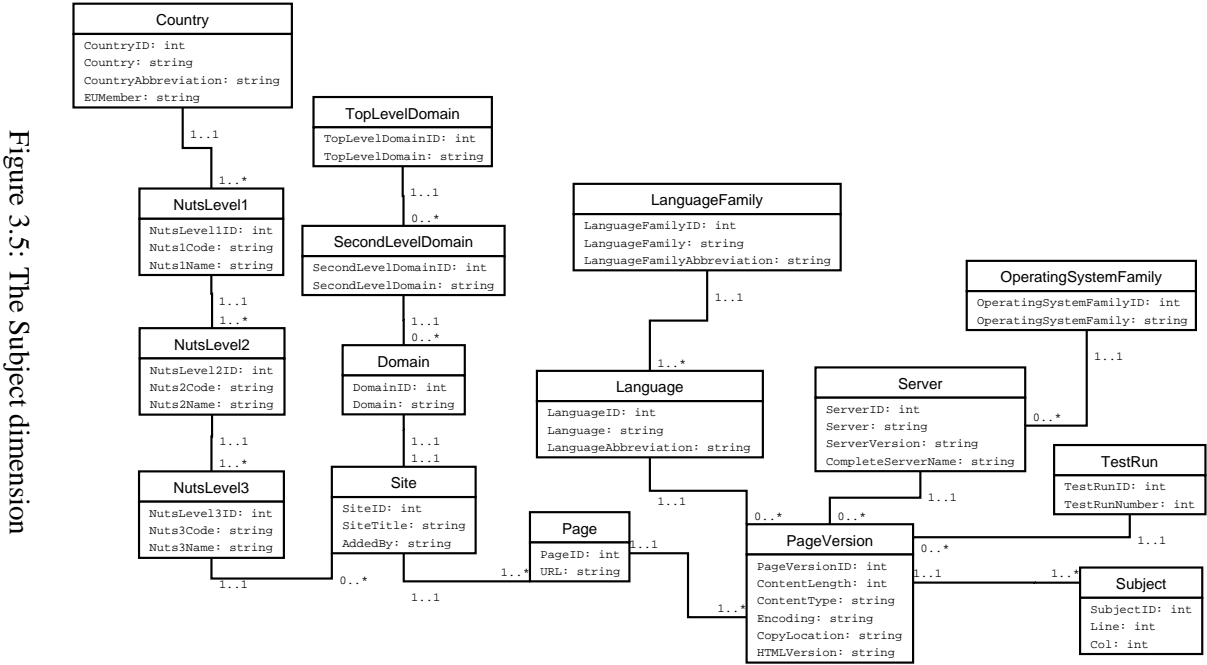 Figure 3.5: The Subject dimension
Country
CountryID: int
Country: string
CountryAbbreviation: string
EUMember: string
1..1
1..*
NutsLevel1
NutsLevel1ID: int
Nuts1Code: string
Nuts1Name: string
1..1
1..*
NutsLevel2
NutsLevel2ID: int
Nuts2Code: string
Nuts2Name: string
1..1
1..*
NutsLevel3
NutsLevel3ID: int
Nuts3Code: string
Nuts3Name: string
1..1
0..*
TopLevelDomain
TopLevelDomainID: int
TopLevelDomain: string
1..1
0..*
SecondLevelDomain
SecondLevelDomainID: int
SecondLevelDomain: string
1..1
0..*
Domain
DomainID: int
Domain: string
1..1
1..1
Site
SiteID: int
SiteTitle: string
AddedBy: string
1..1
1..*
Page
PageID: int
URL: string
1..1
1..*
LanguageFamily
LanguageFamilyID: int
LanguageFamily: string
LanguageFamilyAbbreviation: string
1..1
1..*
Language
LanguageID: int
Language: string
LanguageAbbreviation: string
1..1
0..*
OperatingSystemFamily
OperatingSystemFamilyID: int
OperatingSystemFamily: string
1..1
0..*
Server
ServerID: int
Server: string
ServerVersion: string
CompleteServerName: string
1..1
0..*
TestRun
TestRunID: int
TestRunNumber: int
1..1
0..*
PageVersion
PageVersionID: int
ContentLength: int
ContentType: string
Encoding: string
CopyLocation: string
HTMLVersion: string
1..1
1..*
Subject
SubjectID: int
Line: int
Col: int